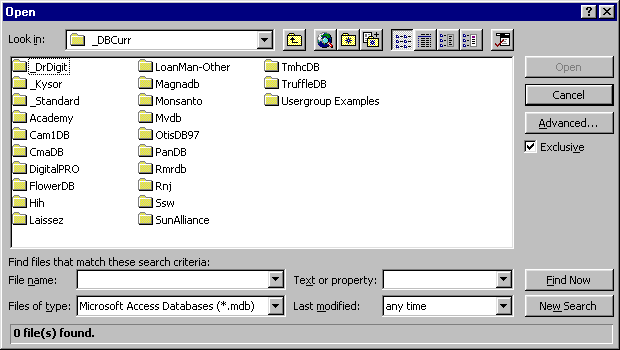 Open
Look in: _DBCurr
_DrDigit
_Kysor
_Standard
Academy
Cam1DB
CmaDB
DigitalPRO
FlowerDB
Hih
Laissez
LoanMan-Other
Magnadb
Monsanto
Mvdb
OtisDB97
PanDB
Rmrdb
Rnj
Ssw
SunAlliance
TmhcDB
TruffleDB
Usergroup Examples
Open
Cancel
Advanced...
Exclusive
Find files that match these search criteria:
File name: Text or property: Find Now
Files of type: Microsoft Access Databases (*.mdb) Last modified: any time New Search
0 file(s) found.